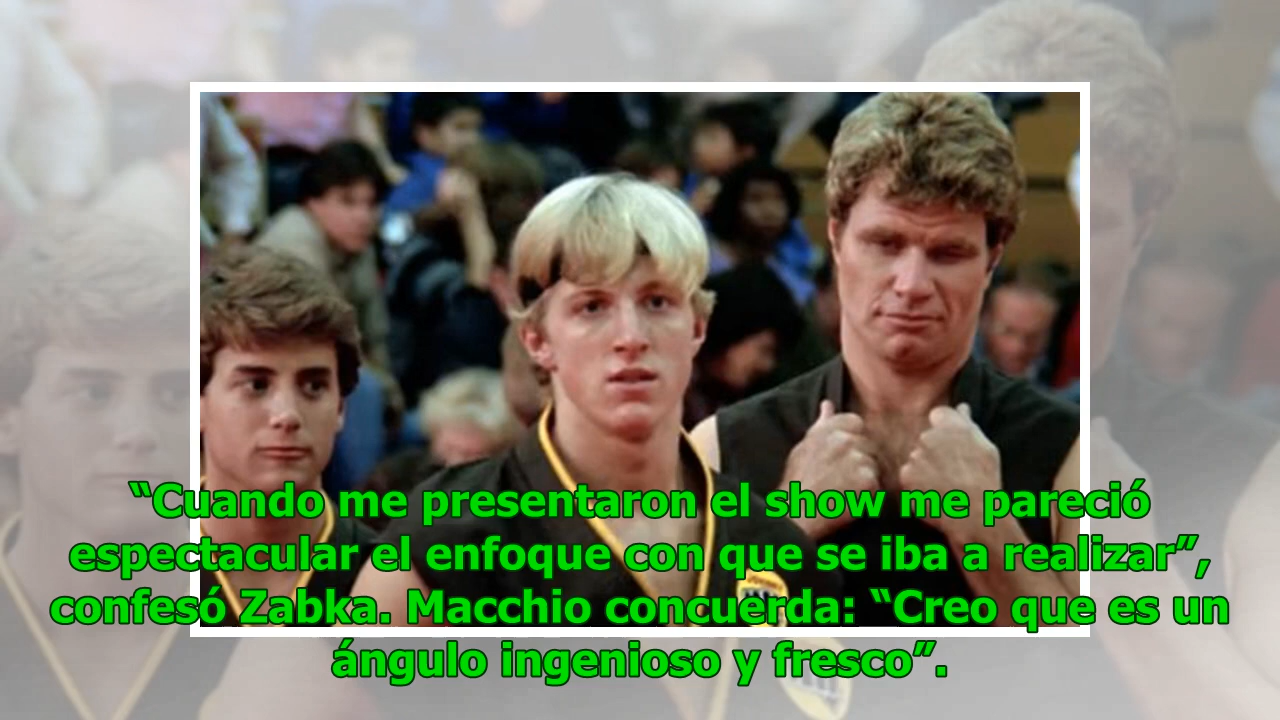 “Cuando me presentaron el show me pareció
espectacular el enfoque con que se iba a realizar”,
confesó Zabka. Macchio concuerda: “Creo que es un
ángulo ingenioso y fresco”.